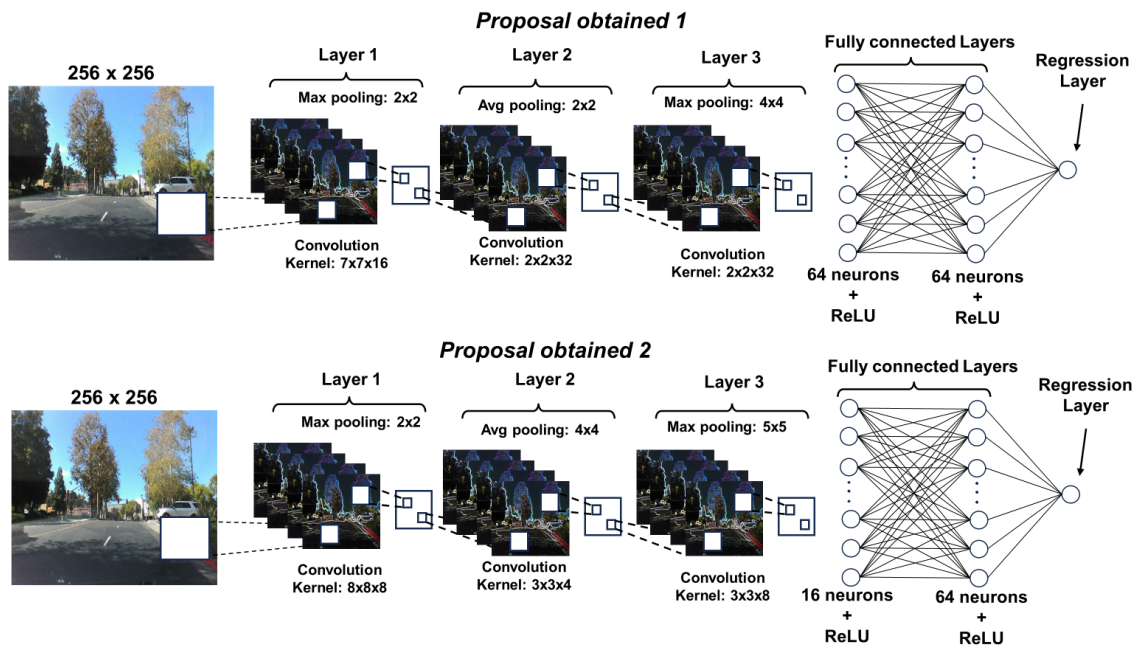 Proposal obtained 1
256 x 256
Layer 1
Max pooling: 2x2
Convolution
Kernel: 7x7x16
Layer 2
Avg pooling: 2x2
Convolution
Kernel: 2x2x32
Layer 3
Max pooling: 4x4
Convolution
Kernel: 2x2x32
Fully connected Layers
64 neurons
+
ReLU
64 neurons
+
ReLU
Regression
Layer
Proposal obtained 2
256 x 256
Layer 1
Max pooling: 2x2
Convolution
Kernel: 8x8x8
Layer 2
Avg pooling: 4x4
Convolution
Kernel: 3x3x4
Layer 3
Max pooling: 5x5
Convolution
Kernel: 3x3x8
Fully connected Layers
16 neurons
+
ReLU
64 neurons
+
ReLU
Regression
Layer